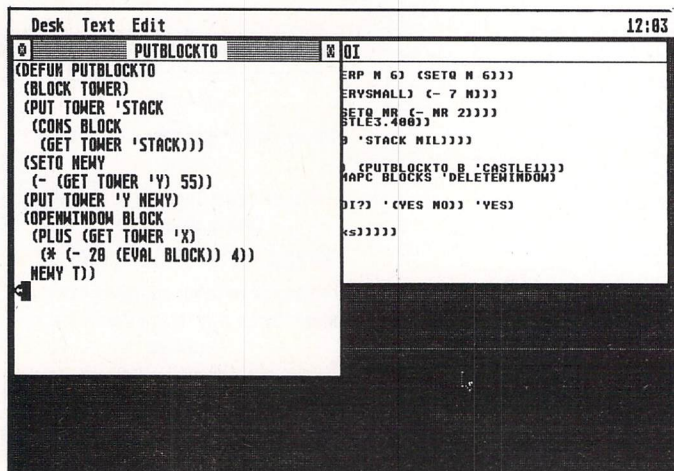 Desk Text Edit 12:03
PUTBLOCKTO
OI
(DEFUN PUTBLOCKTO
(BLOCK TOWER)
(PUT TOWER 'STACK
(CONS BLOCK
(GET TOWER 'STACK)))
(SETQ NEWY
(- (GET TOWER 'Y) 55))
(PUT TOWER 'Y NEWY)
(OPENWINDOW BLOCK
(PLUS (GET TOWER 'X)
(* (- 20 (EVAL BLOCK)) 4))
NEWY T))
ERP N 6) (SETQ N 6)))
ERYSMALL) (- 7 N)))
SETQ NR (- NR 2))))
STLE3.400))
'STACK NIL))))
(PUTBLOCKTO B 'CASTLE1)))
MAPC BLOCKS 'DELETEWINDOW)
OI?) '(YES NO)) 'YES)
ks)))))